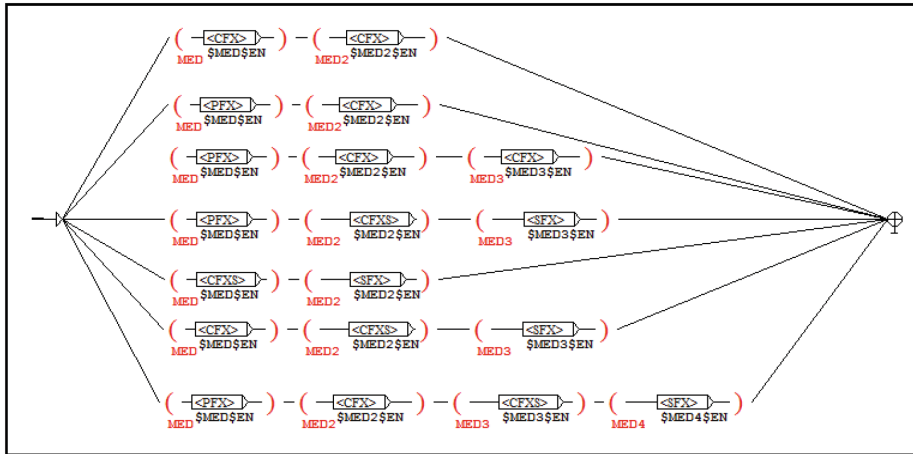 ( <CFX> ) ( <CFX> )
MED $MED$EN MED2 $MED2$EN
( <PFX> ) ( <CFX> )
MED $MED$EN MED2 $MED2$EN
( <PFX> ) ( <CFX> ) ( <CFX> )
MED $MED$EN MED2 $MED2$EN MED3 $MED3$EN
( <PFX> ) ( <CFXS> ) ( <SFX> )
MED $MED$EN MED2 $MED2$EN MED3 $MED3$EN
( <CFXS> ) ( <SFX> )
MED $MED$EN MED2 $MED2$EN
( <CFX> ) ( <CFXS> ) ( <SFX> )
MED $MED$EN MED2 $MED2$EN MED3 $MED3$EN
( <PFX> ) ( <CFX> ) ( <CFXS> ) ( <SFX> )
MED $MED$EN MED2 $MED2$EN MED3 $MED3$EN MED4 $MED4$EN